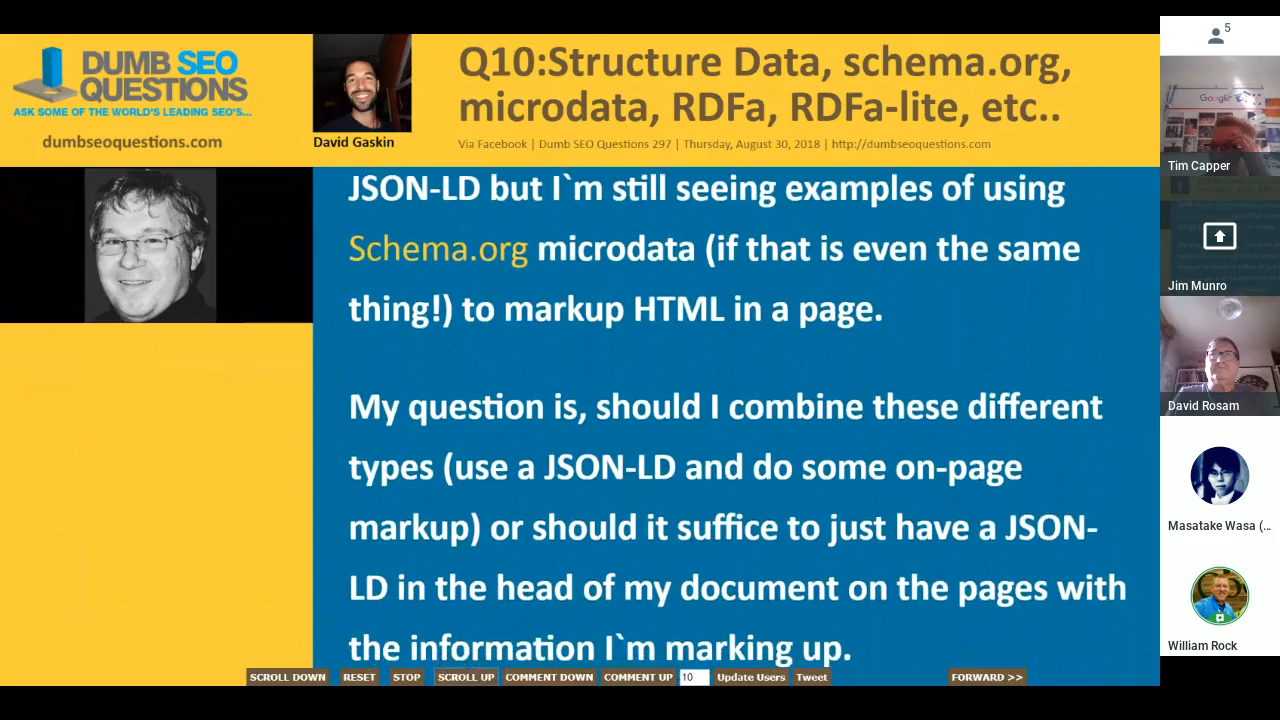 DUMB SEO
QUESTIONS
ASK SOME OF THE WORLD'S LEADING SEO'S...
dumbseoquestions.com
David Gaskin
Q10:Structure Data, schema.org,
microdata, RDFa, RDFa-lite, etc..
Via Facebook | Dumb SEO Questions 297 | Thursday, August 30, 2018 | http://dumbseoquestions.com
JSON-LD but I`m still seeing examples of using
Schema.org microdata (if that is even the same
thing!) to markup HTML in a page.
My question is, should I combine these different
types (use a JSON-LD and do some on-page
markup) or should it suffice to just have a JSON-
LD in the head of my document on the pages with
the information I`m marking up.
SCROLL DOWN RESET STOP SCROLL UP COMMENT DOWN COMMENT UP 10 Update Users Tweet FORWARD >>
5
Google
Tim Capper
Jim Munro
David Rosam
Masatake Wasa (...
William Rock